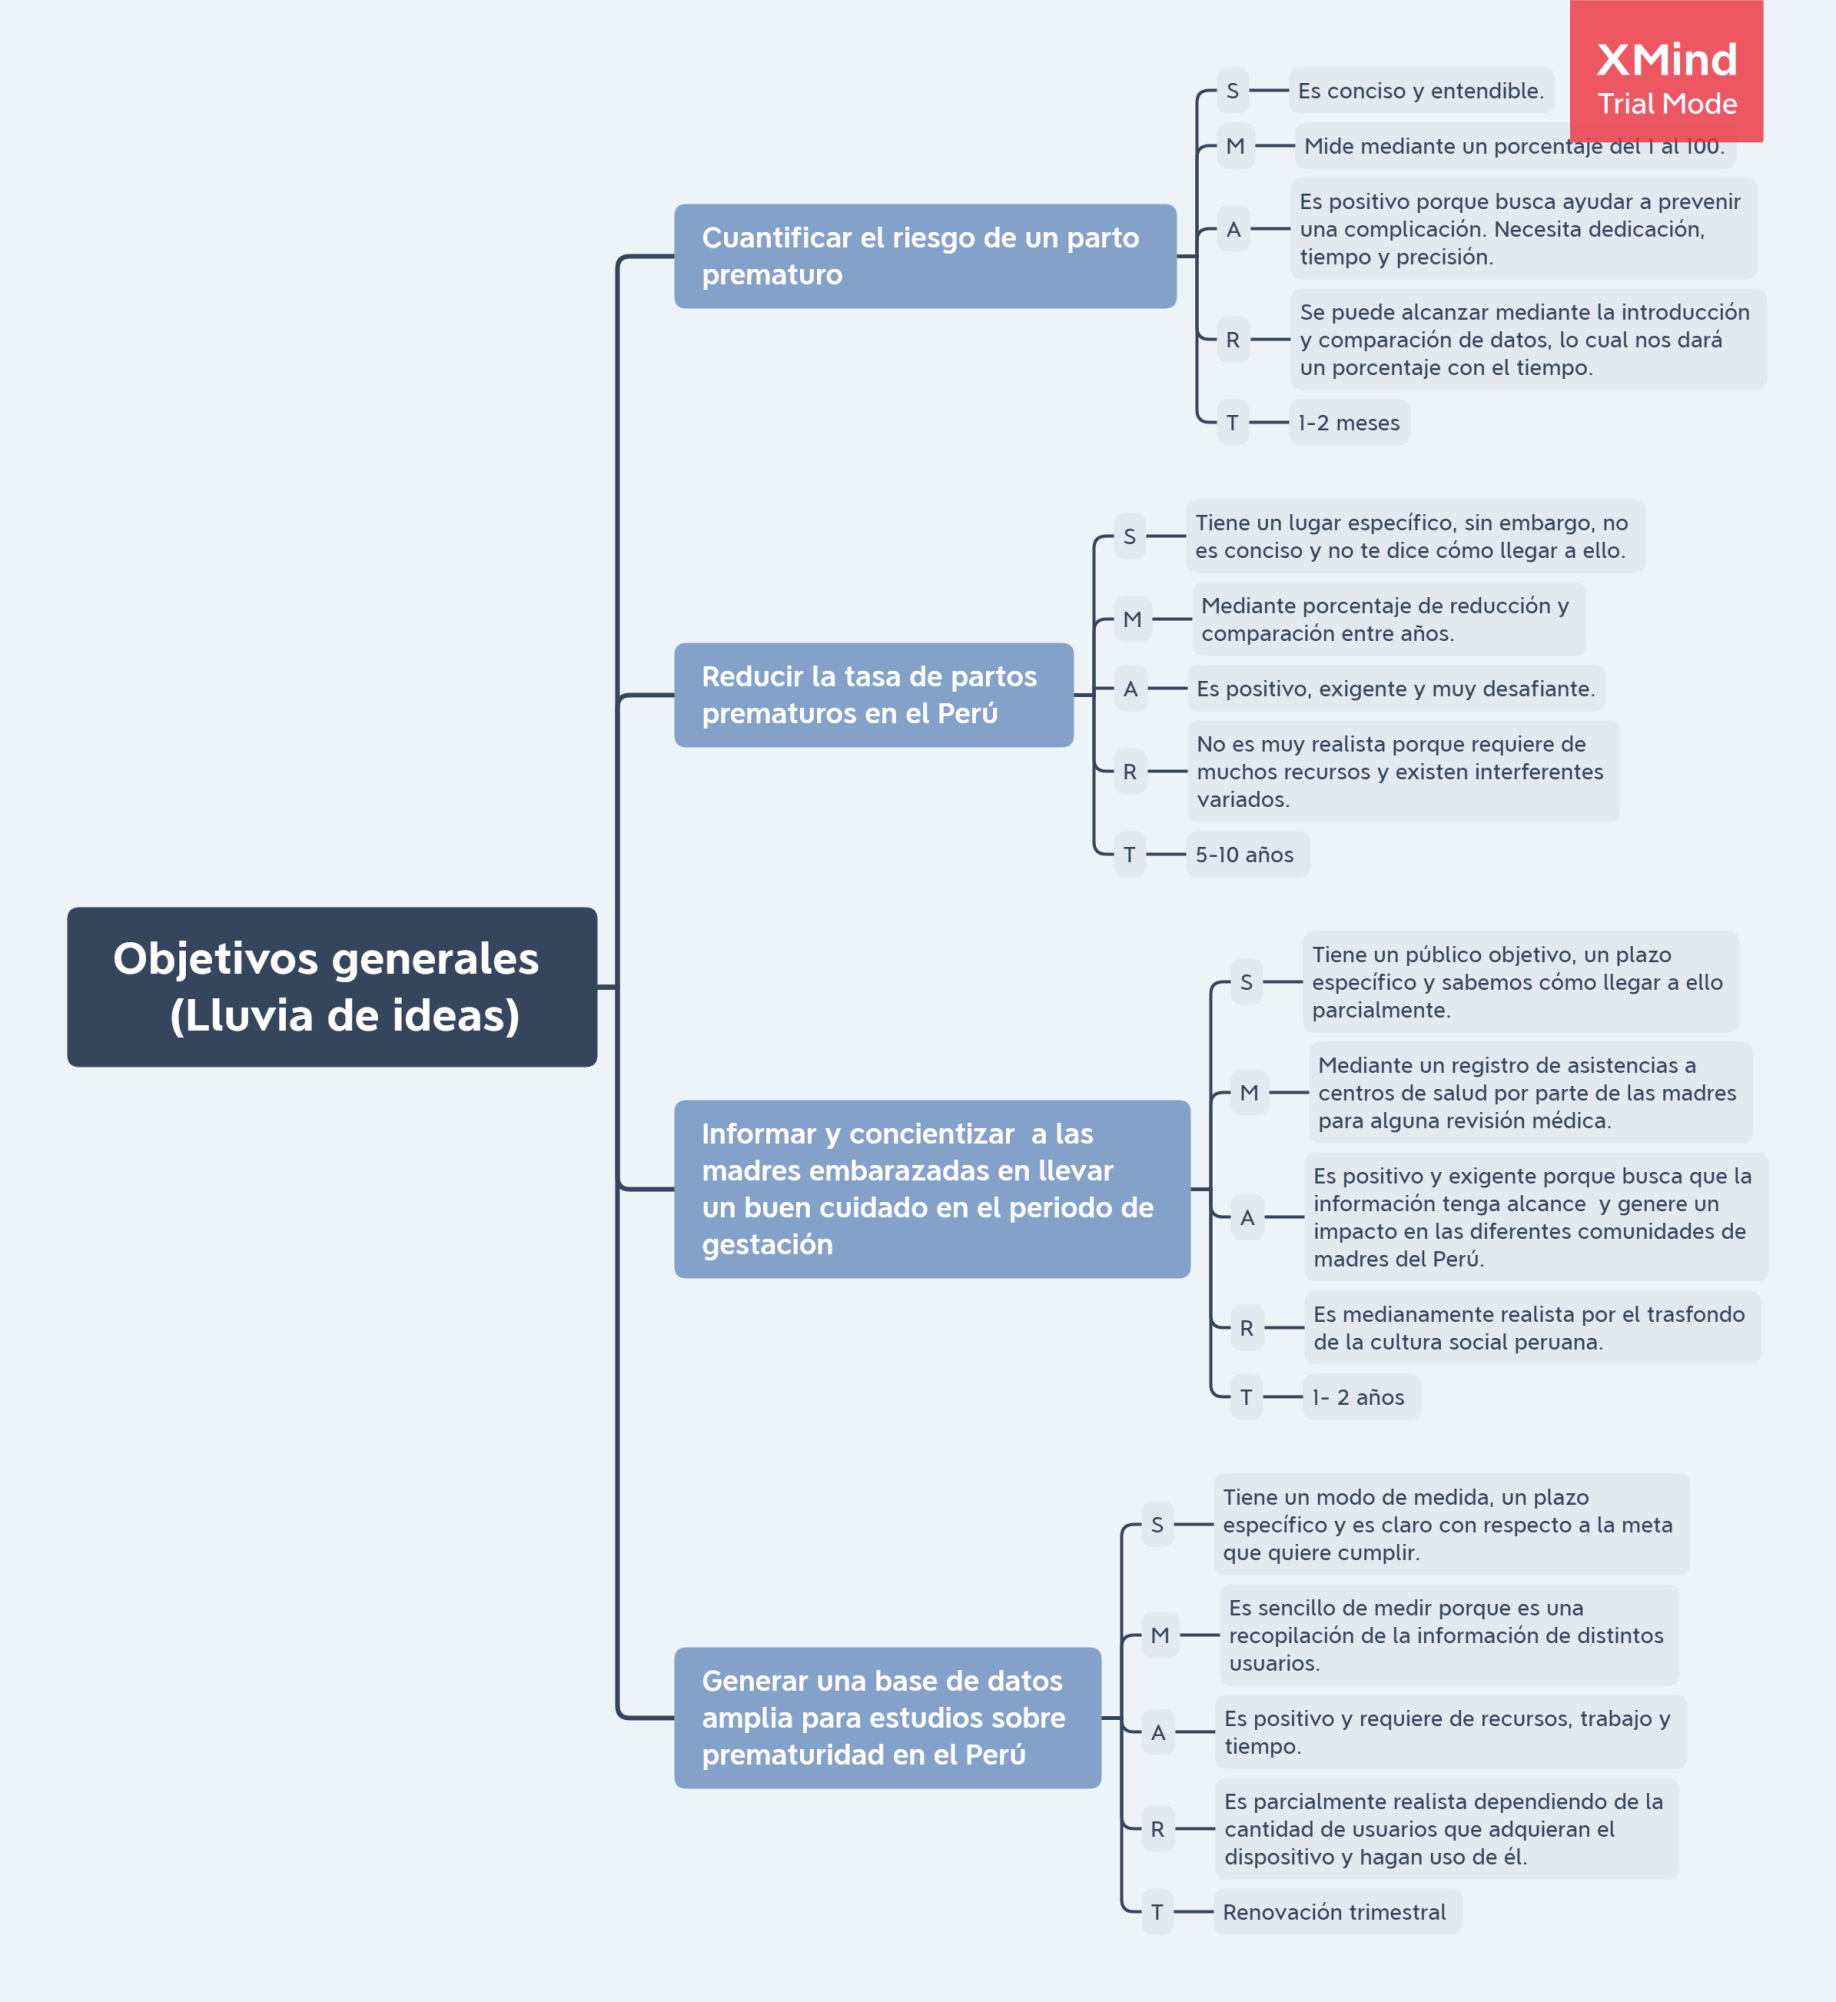 XMind
Trial Mode
Objetivos generales
(Lluvia de ideas)
Cuantificar el riesgo de un parto
prematuro
S
Es conciso y entendible.
M
Mide mediante un porcentaje del 1 al 100.
A
Es positivo porque busca ayudar a prevenir
una complicación. Necesita dedicación,
tiempo y precisión.
R
Se puede alcanzar mediante la introducción
y comparación de datos, lo cual nos dará
un porcentaje con el tiempo.
T
1-2 meses
Reducir la tasa de partos
prematuros en el Perú
S
Tiene un lugar específico, sin embargo, no
es conciso y no te dice cómo llegar a ello.
M
Mediante porcentaje de reducción y
comparación entre años.
A
Es positivo, exigente y muy desafiante.
R
No es muy realista porque requiere de
muchos recursos y existen interferentes
variados.
T
5-10 años
Informar y concientizar  a las
madres embarazadas en llevar
un buen cuidado en el periodo de
gestación
S
Tiene un público objetivo, un plazo
específico y sabemos cómo llegar a ello
parcialmente.
M
Mediante un registro de asistencias a
centros de salud por parte de las madres
para alguna revisión médica.
A
Es positivo y exigente porque busca que la
información tenga alcance  y genere un
impacto en las diferentes comunidades de
madres del Perú.
R
Es medianamente realista por el trasfondo
de la cultura social peruana.
T
1- 2 años
Generar una base de datos
amplia para estudios sobre
prematuridad en el Perú
S
Tiene un modo de medida, un plazo
específico y es claro con respecto a la meta
que quiere cumplir.
M
Es sencillo de medir porque es una
recopilación de la información de distintos
usuarios.
A
Es positivo y requiere de recursos, trabajo y
tiempo.
R
Es parcialmente realista dependiendo de la
cantidad de usuarios que adquieran el
dispositivo y hagan uso de él.
T
Renovación trimestral